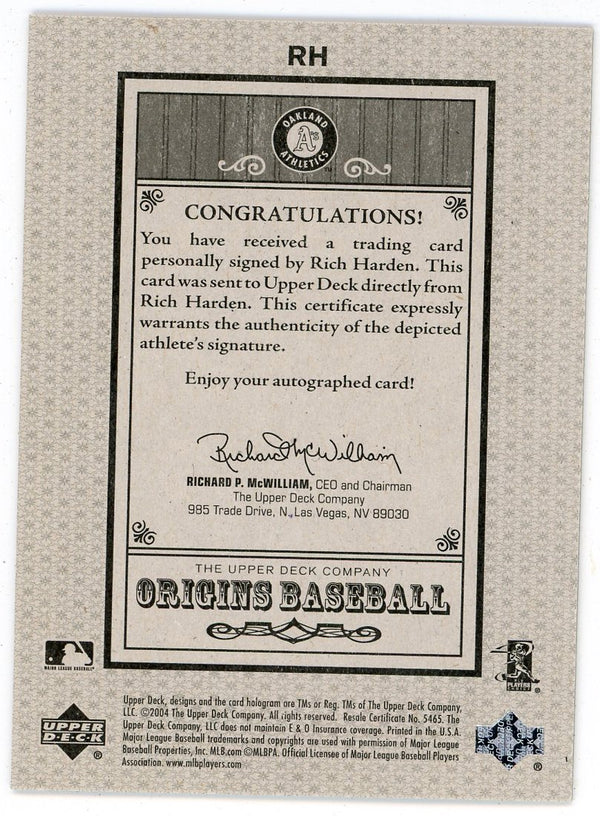 RH
OAKLAND
A's
ATHLETICS
TM
CONGRATULATIONS!
You have received a trading card
personally signed by Rich Harden. This
card was sent to Upper Deck directly from
Rich Harden. This certificate expressly
warrants the authenticity of the depicted
athlete's signature.
Enjoy your autographed card!
Richard McWilliam
RICHARD P. McWILLIAM, CEO and Chairman
The Upper Deck Company
985 Trade Drive, N. Las Vegas, NV 89030
THE UPPER DECK COMPANY
ORIGINS BASEBALL
MAJOR LEAGUE BASEBALL
PLAYERS
Upper Deck, designs and the card hologram are TMs or Reg. TMs of The Upper Deck Company,
LLC. ©2004 The Upper Deck Company. All rights reserved. Resale Certificate No. 5465. The
Upper Deck Company, LLC does not maintain E & O Insurance coverage. Printed in the U.S.A.
Major League Baseball trademarks and copyrights are used with permission of Major League
Baseball Properties, Inc. MLB.com ©MLBPA. Official Licensee of Major League Baseball Players
Association. www.mlbplayers.com
UPPER
D·E·C·K
®
®